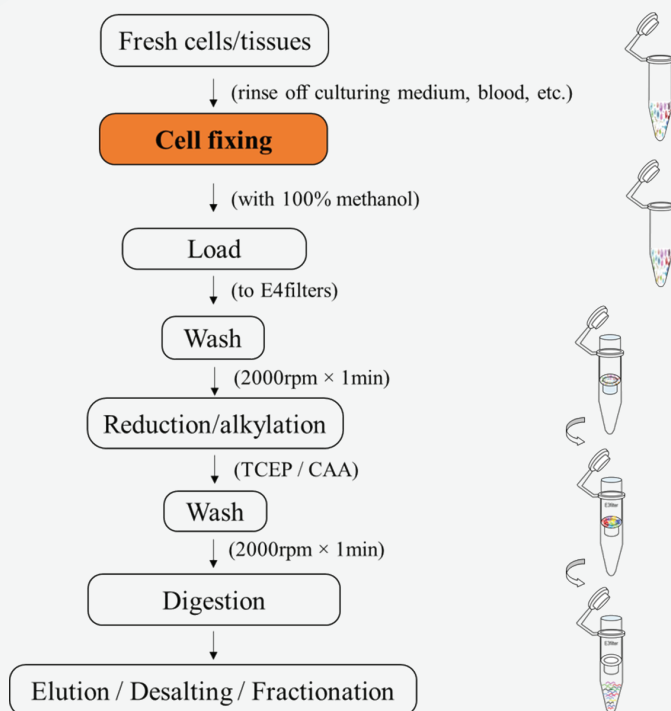 Fresh cells/tissues
(rinse off culturing medium, blood, etc.)
Cell fixing
(with 100% methanol)
Load
(to E4filters)
Wash
(2000rpm × 1min)
Reduction/alkylation
(TCEP / CAA)
Wash
(2000rpm × 1min)
Digestion
Elution / Desalting / Fractionation